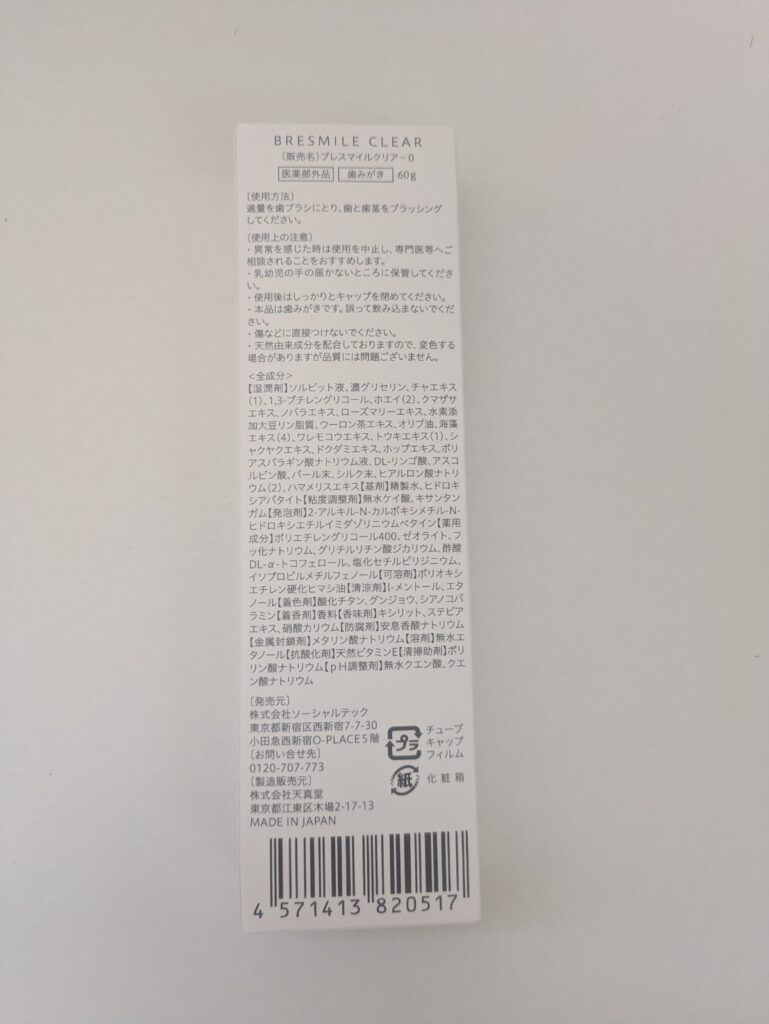 BRESMILE CLEAR
〔販売名〕ブレスマイルクリア-0
医薬部外品 歯みがき 60g
〔使用方法〕
適量を歯ブラシにとり、歯と歯茎をブラッシング
してください。
〔使用上の注意〕
・異常を感じた時は使用を中止し、専門医等へご
相談されることをおすすめします。
・乳幼児の手の届かないところに保管してくださ
い。
・使用後はしっかりとキャップを閉めてください。
・本品は歯みがきです。誤って飲み込まないでくだ
さい。
・傷などに直接つけないでください。
・天然由来成分を配合しておりますので、変色する
場合がありますが品質には問題ございません。
<全成分>
【湿潤剤】ソルビット液、濃グリセリン、チャエキス
(1)、1,3-ブチレングリコール、ホエイ(2)、クマザサ
エキス、ノバラエキス、ローズマリーエキス、水素添
加大豆リン脂質、ウーロン茶エキス、オリブ油、海藻
エキス(4)、ワレモコウエキス、トウキエキス(1)、シ
ャクヤクエキス、ドクダミエキス、ホップエキス、ポリ
アスパラギン酸ナトリウム液、DL-リンゴ酸、アスコ
ルビン酸、パール末、シルク末、ヒアルロン酸ナトリ
ウム(2)、ハマメリスエキス【基剤】精製水、ヒドロキ
シアパタイト【粘度調整剤】無水ケイ酸、キサンタン
ガム【発泡剤】2-アルキル-N-カルボキシメチル-N-
ヒドロキシエチルイミダゾリニウムベタイン【薬用
成分】ポリエチレングリコール400、ゼオライト、フ
ッ化ナトリウム、グリチルリチン酸ジカリウム、酢酸
DL-α-トコフェロール、塩化セチルピリジニウム、
イソプロピルメチルフェノール【可溶剤】ポリオキシ
エチレン硬化ヒマシ油【清涼剤】l-メントール、エタ
ノール【着色剤】酸化チタン、グンジョウ、シアノコバ
ラミン【着香剤】香料【香味剤】キシリット、ステビア
エキス、硝酸カリウム【防腐剤】安息香酸ナトリウム
【金属封鎖剤】メタリン酸ナトリウム【溶剤】無水エ
タノール【抗酸化剤】天然ビタミンE【清掃助剤】ポリ
リン酸ナトリウム【pH調整剤】無水クエン酸、クエ
ン酸ナトリウム
〔発売元〕
株式会社ソーシャルテック
東京都新宿区西新宿7-7-30
小田急西新宿O-PLACE5階
〔お問い合せ先〕
0120-707-773
〔製造販売元〕
株式会社天真堂
東京都江東区木場2-17-13
MADE IN JAPAN
プラ
チューブ
キャップ
フィルム
紙
化粧箱
4 571413 820517